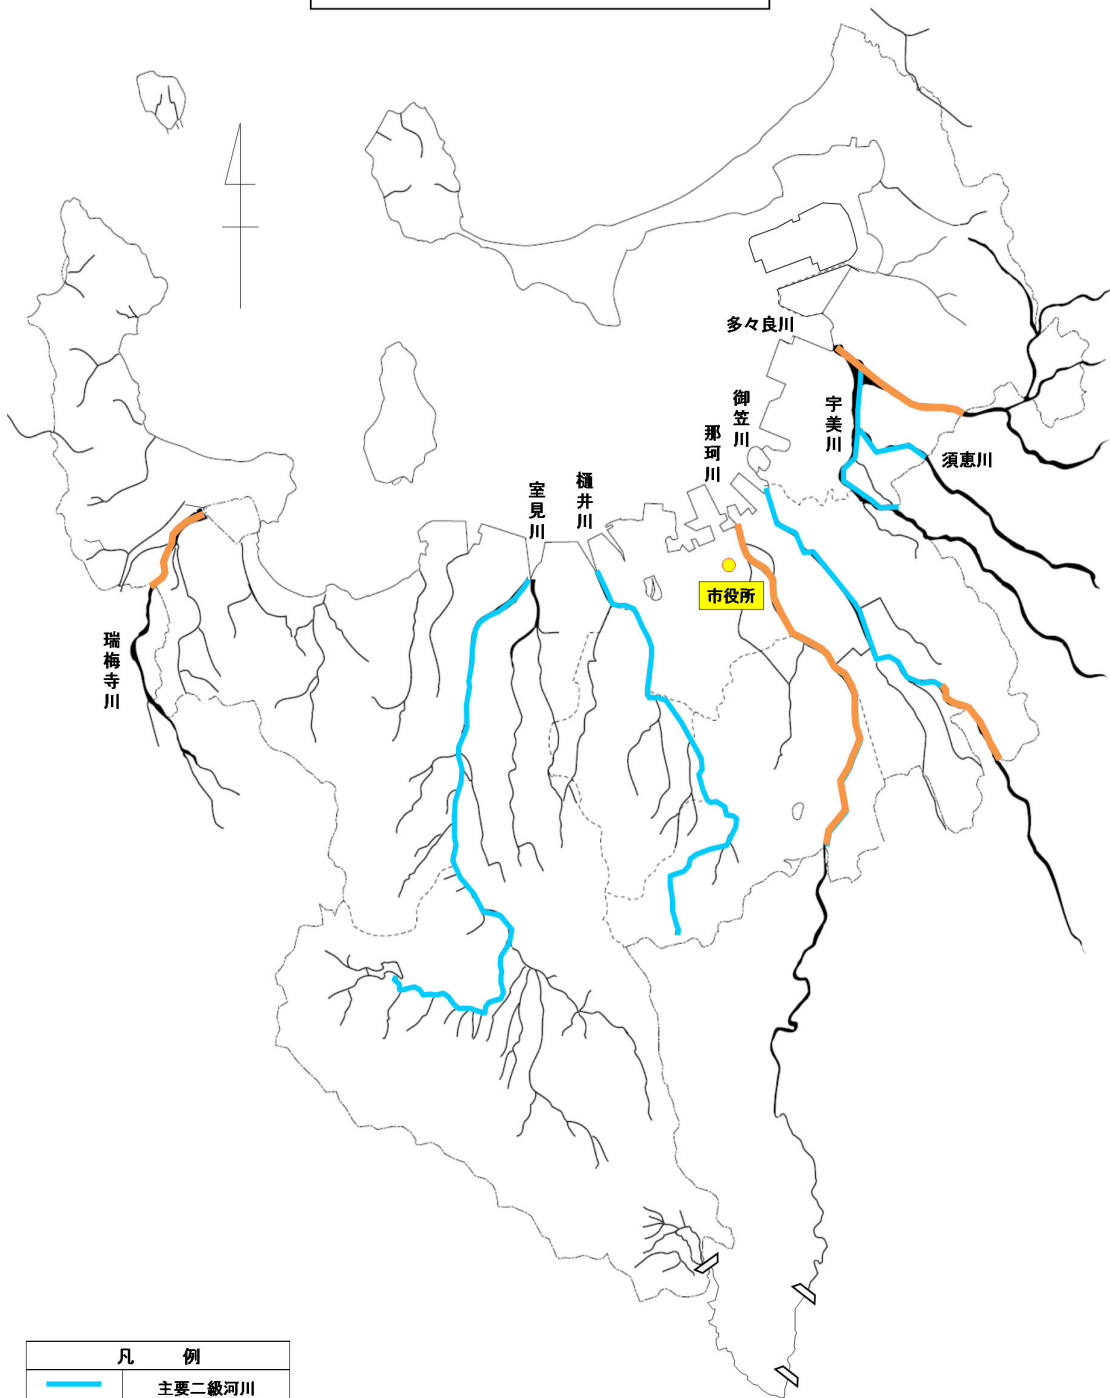 多々良川
御笠川
宇美川
那珂川
須恵川
樋井川
室見川
市役所
瑞梅寺川
凡 例
主要二級河川